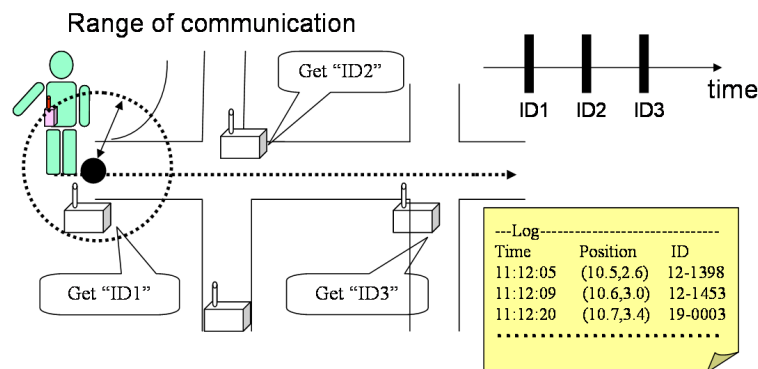 Range of communication
Get “ID2”
time
ID1 ID2 ID3
Get “ID1”
Get “ID3”
---Log-------------------------------
Time Position ID
11:12:05 (10.5,2.6) 12-1398
11:12:09 (10.6,3.0) 12-1453
11:12:20 (10.7,3.4) 19-0003